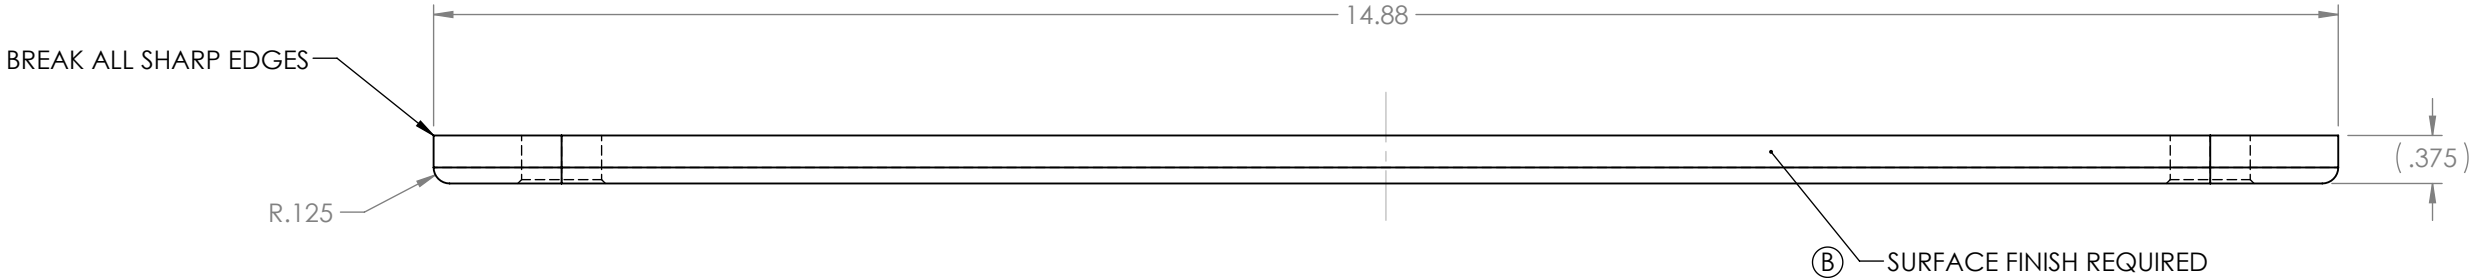 14.88
BREAK ALL SHARP EDGES
(.375)
R.125
B SURFACE FINISH REQUIRED